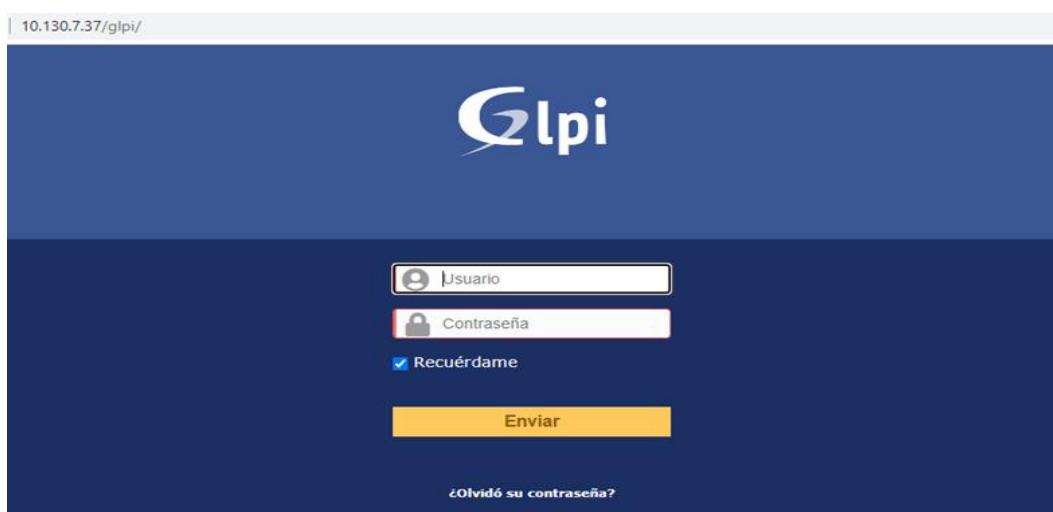 10.130.7.37/glpi/
Glpi
Usuario
Contraseña
Recuérdame
Enviar
¿Olvidó su contraseña?